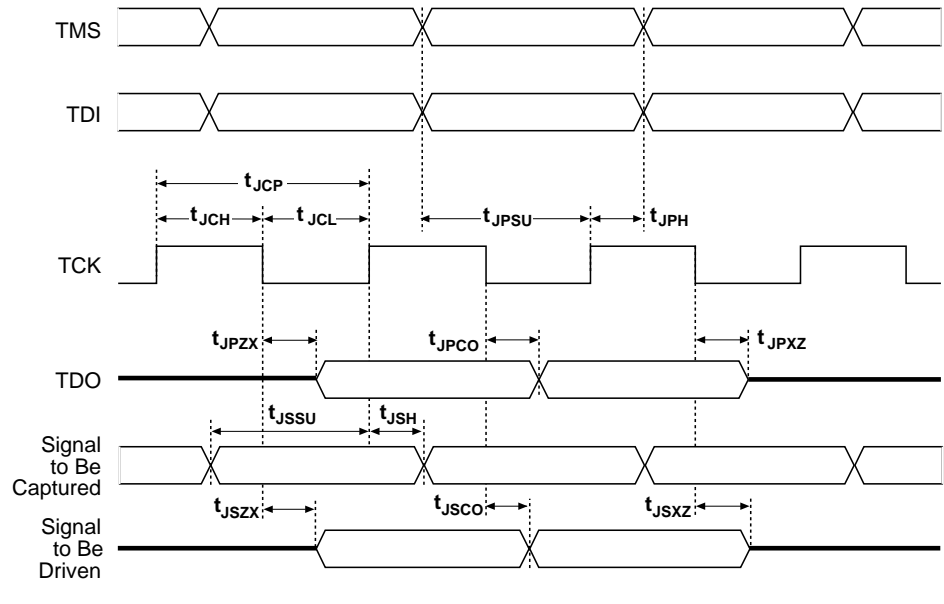 TMS
TDI
tJCP
tJCH
tJCL
tJPSU
tJPH
TCK
tJPZX
tJPCO
tJPXZ
TDO
tJSSU
tJSH
Signal
to Be
Captured
tJSZX
tJSCO
tJSXZ
Signal
to Be
Driven